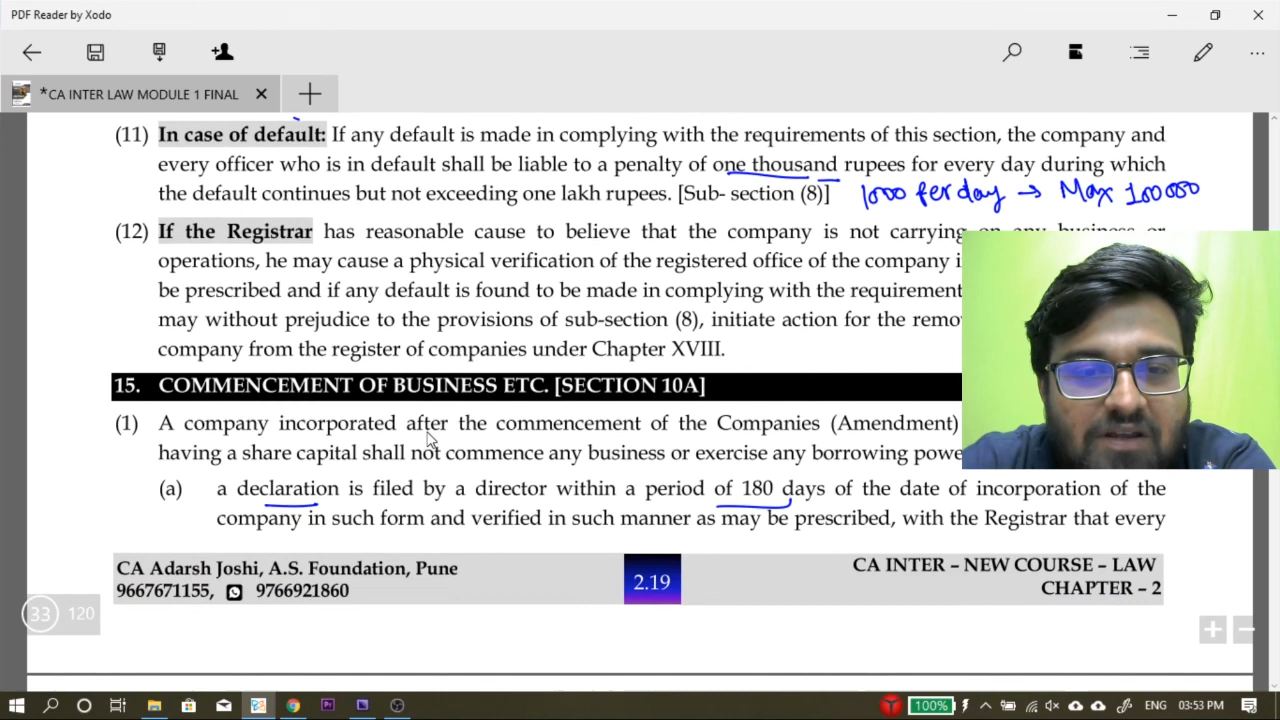 PDF Reader by Xodo
*CA INTER LAW MODULE 1 FINAL
(11) In case of default: If any default is made in complying with the requirements of this section, the company and
every officer who is in default shall be liable to a penalty of one thousand rupees for every day during which
the default continues but not exceeding one lakh rupees. [Sub- section (8)] 1000 per day → Max 100000
(12) If the Registrar has reasonable cause to believe that the company is not carrying on any business or
operations, he may cause a physical verification of the registered office of the company
be prescribed and if any default is found to be made in complying with the requirement
may without prejudice to the provisions of sub-section (8), initiate action for the
company from the register of companies under Chapter XVIII.
15. COMMENCEMENT OF BUSINESS ETC. [SECTION 10A]
(1) A company incorporated after the commencement of the Companies (Amendment)
having a share capital shall not commence any business or exercise any borrowing
(a) a declaration is filed by a director within a period of 180 days of the date of incorporation of the
company in such form and verified in such manner as may be prescribed, with the Registrar that every
CA Adarsh Joshi, A.S. Foundation, Pune
9667671155, 9766921860
2.19
CA INTER – NEW COURSE – LAW
CHAPTER – 2
33 120
100% ENG 03:53 PM